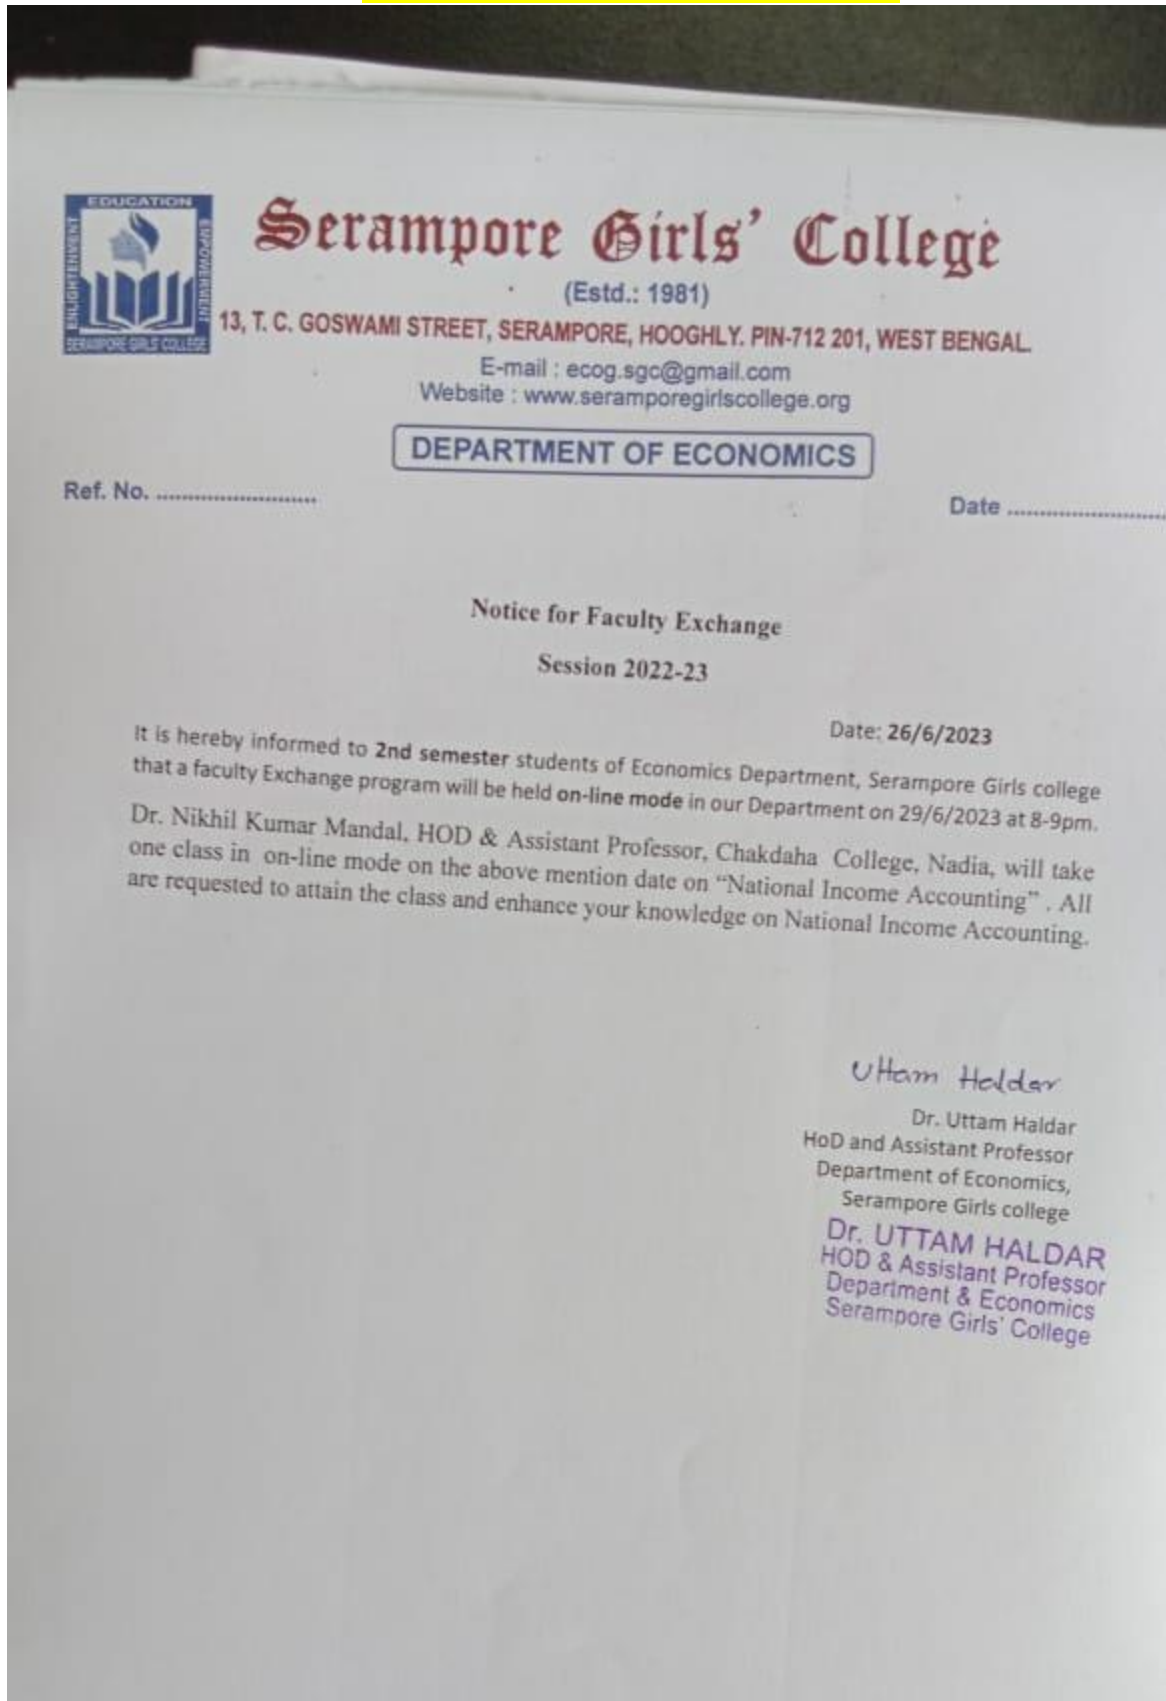 EDUCATION
ENLIGHTENVENT
EMPOWERMENT
SERAMPORE GIRLS' COLLEGE
Serampore Girls' College
(Estd.: 1981)
13, T. C. GOSWAMI STREET, SERAMPORE, HOOGHLY. PIN-712 201, WEST BENGAL.
E-mail : ecog.sgc@gmail.com
Website : www.seramporegirlscollege.org
DEPARTMENT OF ECONOMICS
Ref. No. .........................
Date .........................
Notice for Faculty Exchange
Session 2022-23
Date: 26/6/2023
It is hereby informed to 2nd semester students of Economics Department, Serampore Girls college
that a faculty Exchange program will be held on-line mode in our Department on 29/6/2023 at 8-9pm.
Dr. Nikhil Kumar Mandal, HOD & Assistant Professor, Chakdaha College, Nadia, will take
one class in on-line mode on the above mention date on “National Income Accounting” . All
are requested to attain the class and enhance your knowledge on National Income Accounting.
Uttam Haldar
Dr. Uttam Haldar
HoD and Assistant Professor
Department of Economics,
Serampore Girls college
Dr. UTTAM HALDAR
HOD & Assistant Professor
Department & Economics
Serampore Girls' College